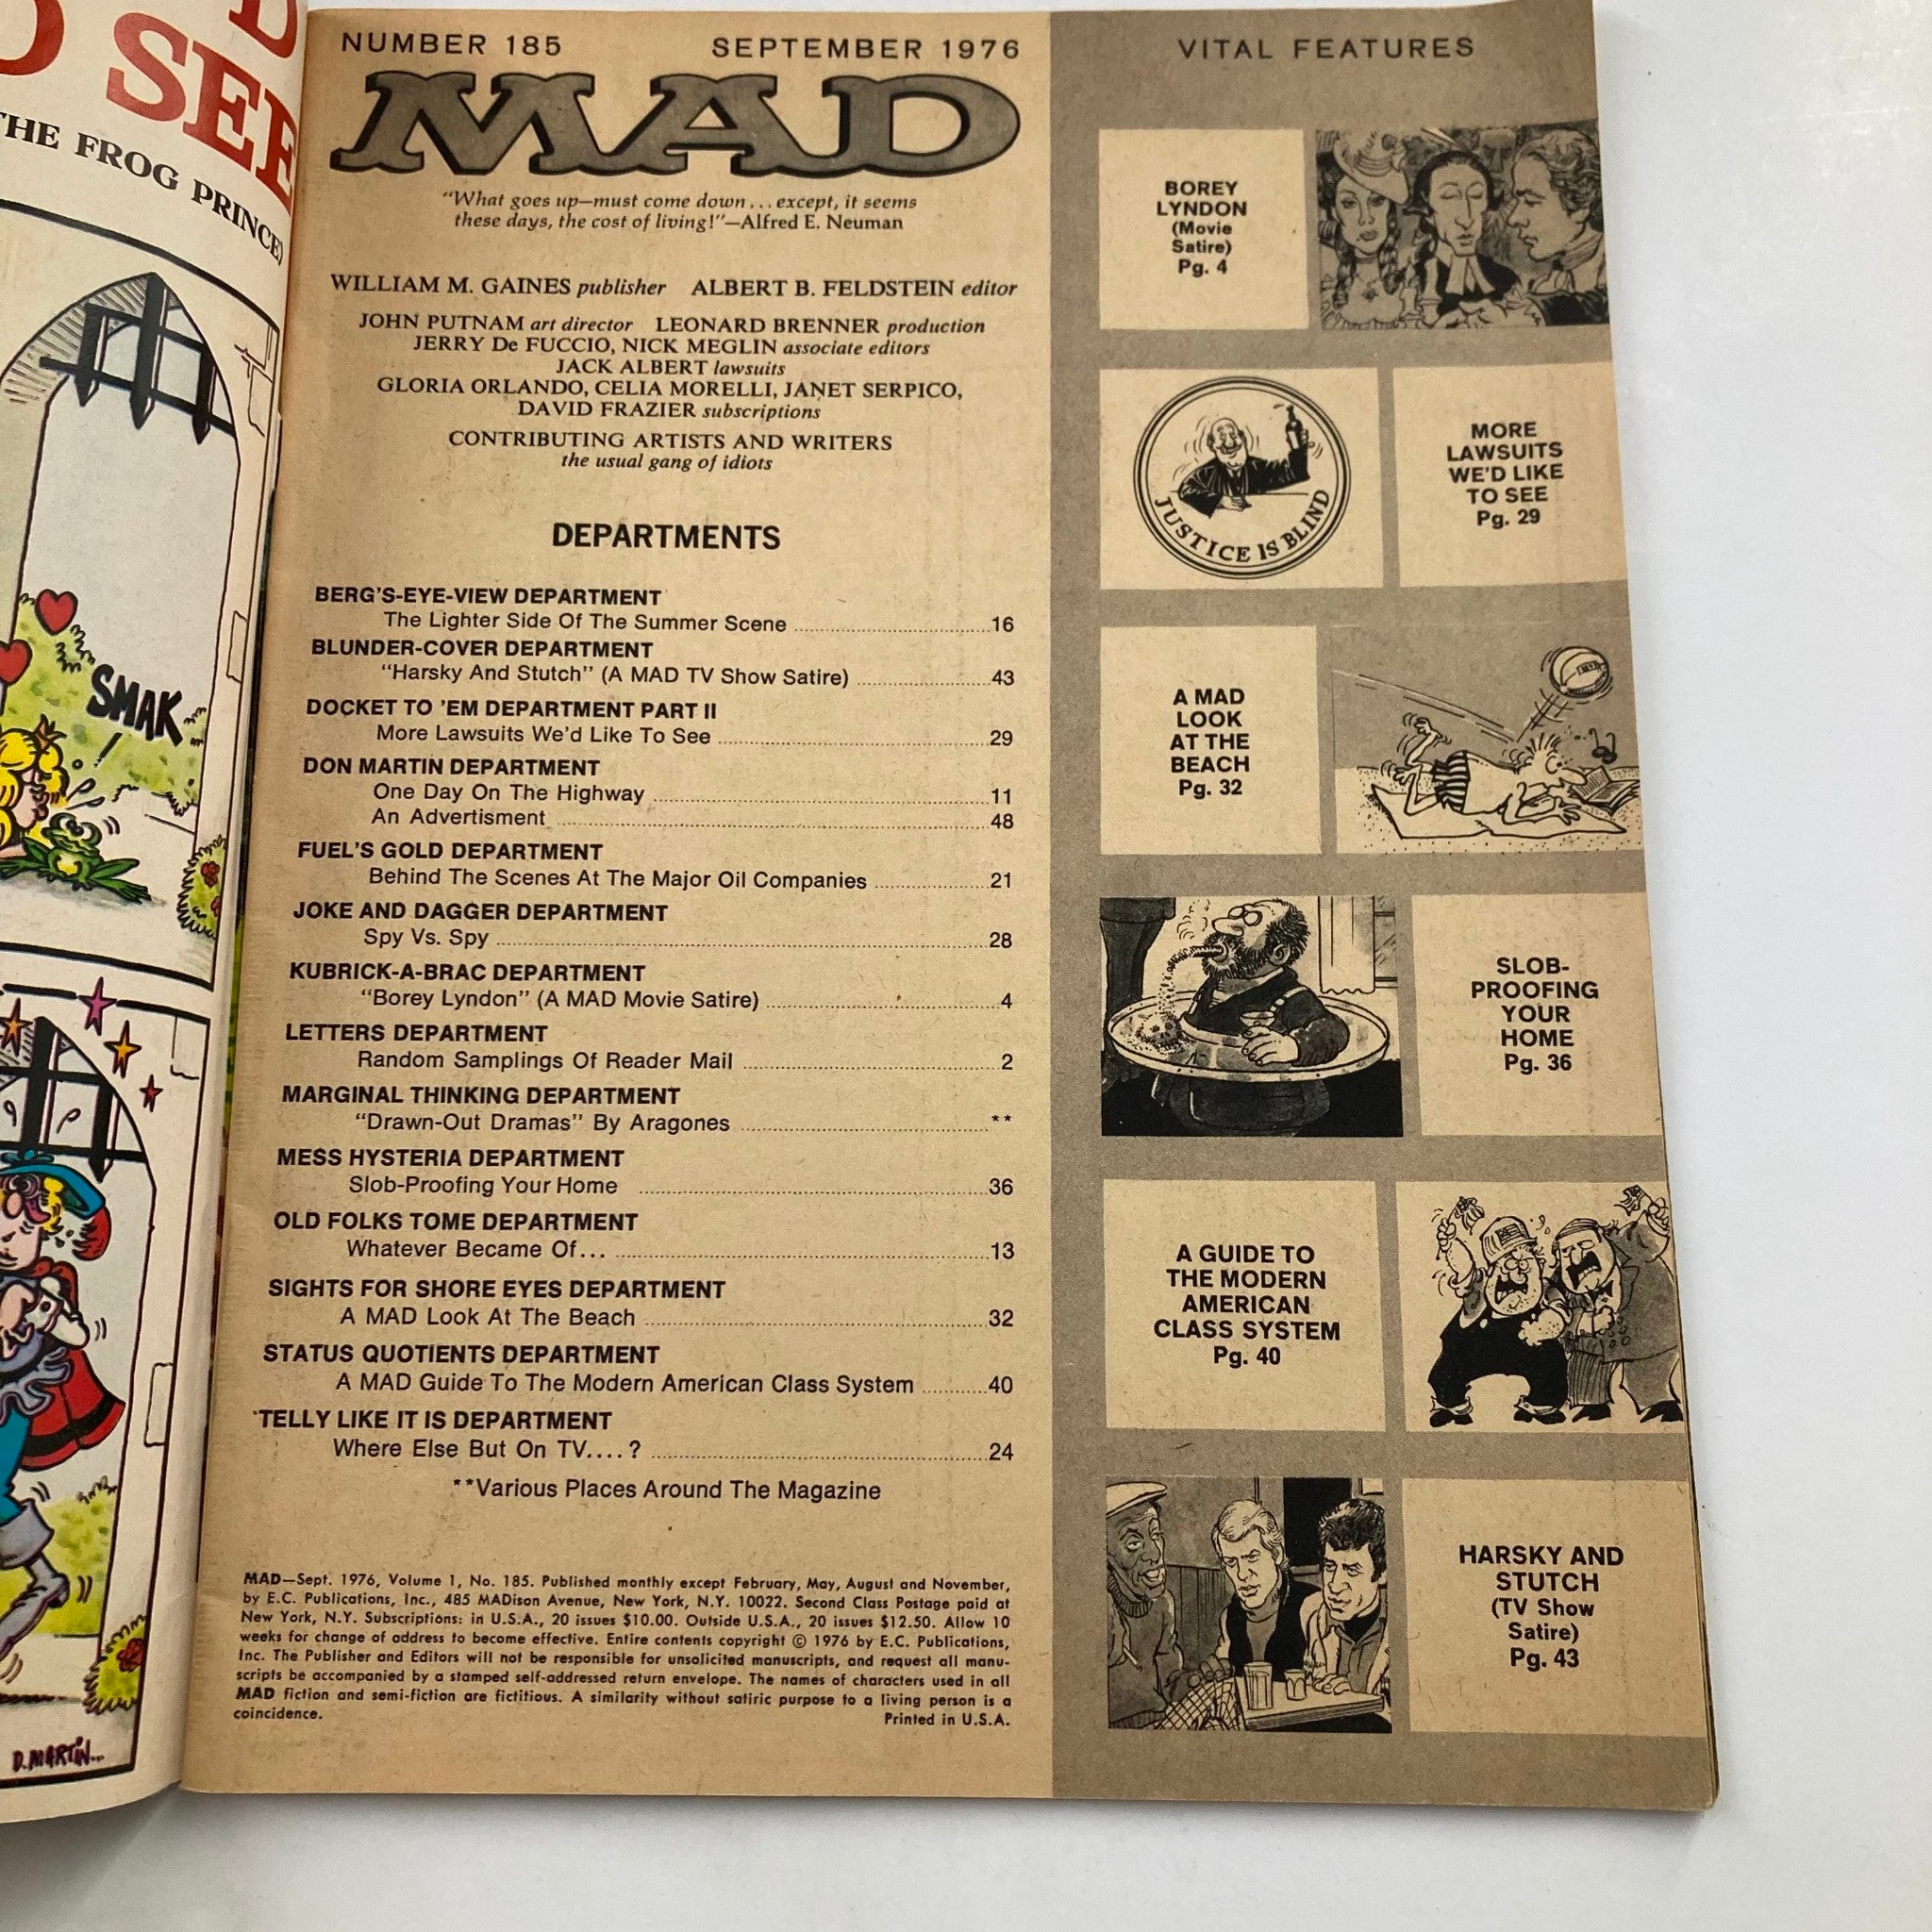 SEE
THE FROG PRINCE)
SMAK
D. MARTIN...
NUMBER 185 SEPTEMBER 1976
MAD
"What goes up—must come down...except, it seems
these days, the cost of living!"—Alfred E. Neuman
WILLIAM M. GAINES publisher ALBERT B. FELDSTEIN editor
JOHN PUTNAM art director LEONARD BRENNER production
JERRY De FUCCIO, NICK MEGLIN associate editors
JACK ALBERT lawsuits
GLORIA ORLANDO, CELIA MORELLI, JANET SERPICO,
DAVID FRAZIER subscriptions
CONTRIBUTING ARTISTS AND WRITERS
the usual gang of idiots
DEPARTMENTS
BERG'S-EYE-VIEW DEPARTMENT
The Lighter Side Of The Summer Scene 16
BLUNDER-COVER DEPARTMENT
"Harsky And Stutch" (A MAD TV Show Satire) 43
DOCKET TO 'EM DEPARTMENT PART II
More Lawsuits We'd Like To See 29
DON MARTIN DEPARTMENT
One Day On The Highway 11
An Advertisment 48
FUEL'S GOLD DEPARTMENT
Behind The Scenes At The Major Oil Companies 21
JOKE AND DAGGER DEPARTMENT
Spy Vs. Spy 28
KUBRICK-A-BRAC DEPARTMENT
"Borey Lyndon" (A MAD Movie Satire) 4
LETTERS DEPARTMENT
Random Samplings Of Reader Mail 2
MARGINAL THINKING DEPARTMENT
"Drawn-Out Dramas" By Aragones **
MESS HYSTERIA DEPARTMENT
Slob-Proofing Your Home 36
OLD FOLKS TOME DEPARTMENT
Whatever Became Of... 13
SIGHTS FOR SHORE EYES DEPARTMENT
A MAD Look At The Beach 32
STATUS QUOTIENTS DEPARTMENT
A MAD Guide To The Modern American Class System 40
'TELLY LIKE IT IS DEPARTMENT
Where Else But On TV....? 24
**Various Places Around The Magazine
MAD—Sept. 1976, Volume 1, No. 185. Published monthly except February, May, August and November,
by E.C. Publications, Inc., 485 MADison Avenue, New York, N.Y. 10022. Second Class Postage paid at
New York, N.Y. Subscriptions: in U.S.A., 20 issues $10.00. Outside U.S.A., 20 issues $12.50. Allow 10
weeks for change of address to become effective. Entire contents copyright © 1976 by E.C. Publications,
Inc. The Publisher and Editors will not be responsible for unsolicited manuscripts, and request all manu-
scripts be accompanied by a stamped self-addressed return envelope. The names of characters used in all
MAD fiction and semi-fiction are fictitious. A similarity without satiric purpose to a living person is a
coincidence. Printed in U.S.A.
VITAL FEATURES
BOREY
LYNDON
(Movie
Satire)
Pg. 4
JUSTICE IS BLIND
MORE
LAWSUITS
WE'D LIKE
TO SEE
Pg. 29
A MAD
LOOK
AT THE
BEACH
Pg. 32
SLOB-
PROOFING
YOUR
HOME
Pg. 36
A GUIDE TO
THE MODERN
AMERICAN
CLASS SYSTEM
Pg. 40
HARSKY AND
STUTCH
(TV Show
Satire)
Pg. 43